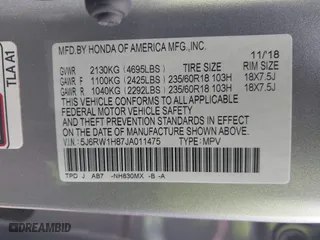 TLA A1
MFD.BY HONDA OF AMERICA MFG.,INC.
11/18
GVWR 2130KG (4695LBS) TIRE SIZE RIM SIZE
GAWR F 1100KG (2425LBS) 235/60R18 103H 18X7.5J
GAWR R 1040KG (2292LBS) 235/60R18 103H 18X7.5J
THIS VEHICLE CONFORMS TO ALL APPLICABLE
FEDERAL MOTOR VEHICLE SAFETY
AND THEFT PREVENTION STANDARDS IN
EFFECT ON THE DATE OF MANUFACTURE
SHOWN ABOVE.
V.I.N.: 5J6RW1H87JA011475 TYPE: MPV
TPD J AB7 -NH830MX -B -A
DREAMBID